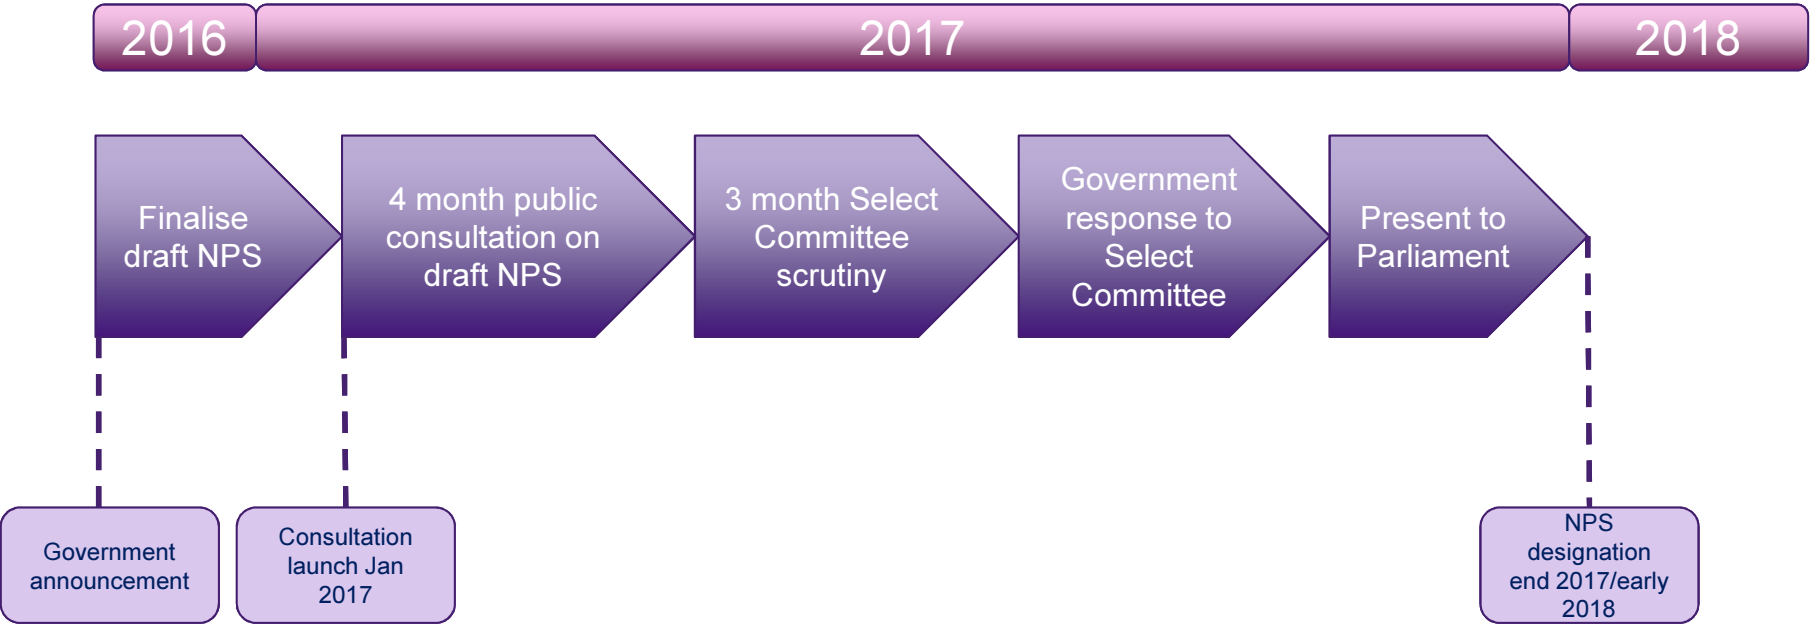 2016
2017
2018
Finalise
draft NPS
4 month public
consultation on
draft NPS
3 month Select
Committee
scrutiny
Government
response to
Select
Committee
Present to
Parliament
Government
announcement
Consultation
launch Jan
2017
NPS
designation
end 2017/early
2018